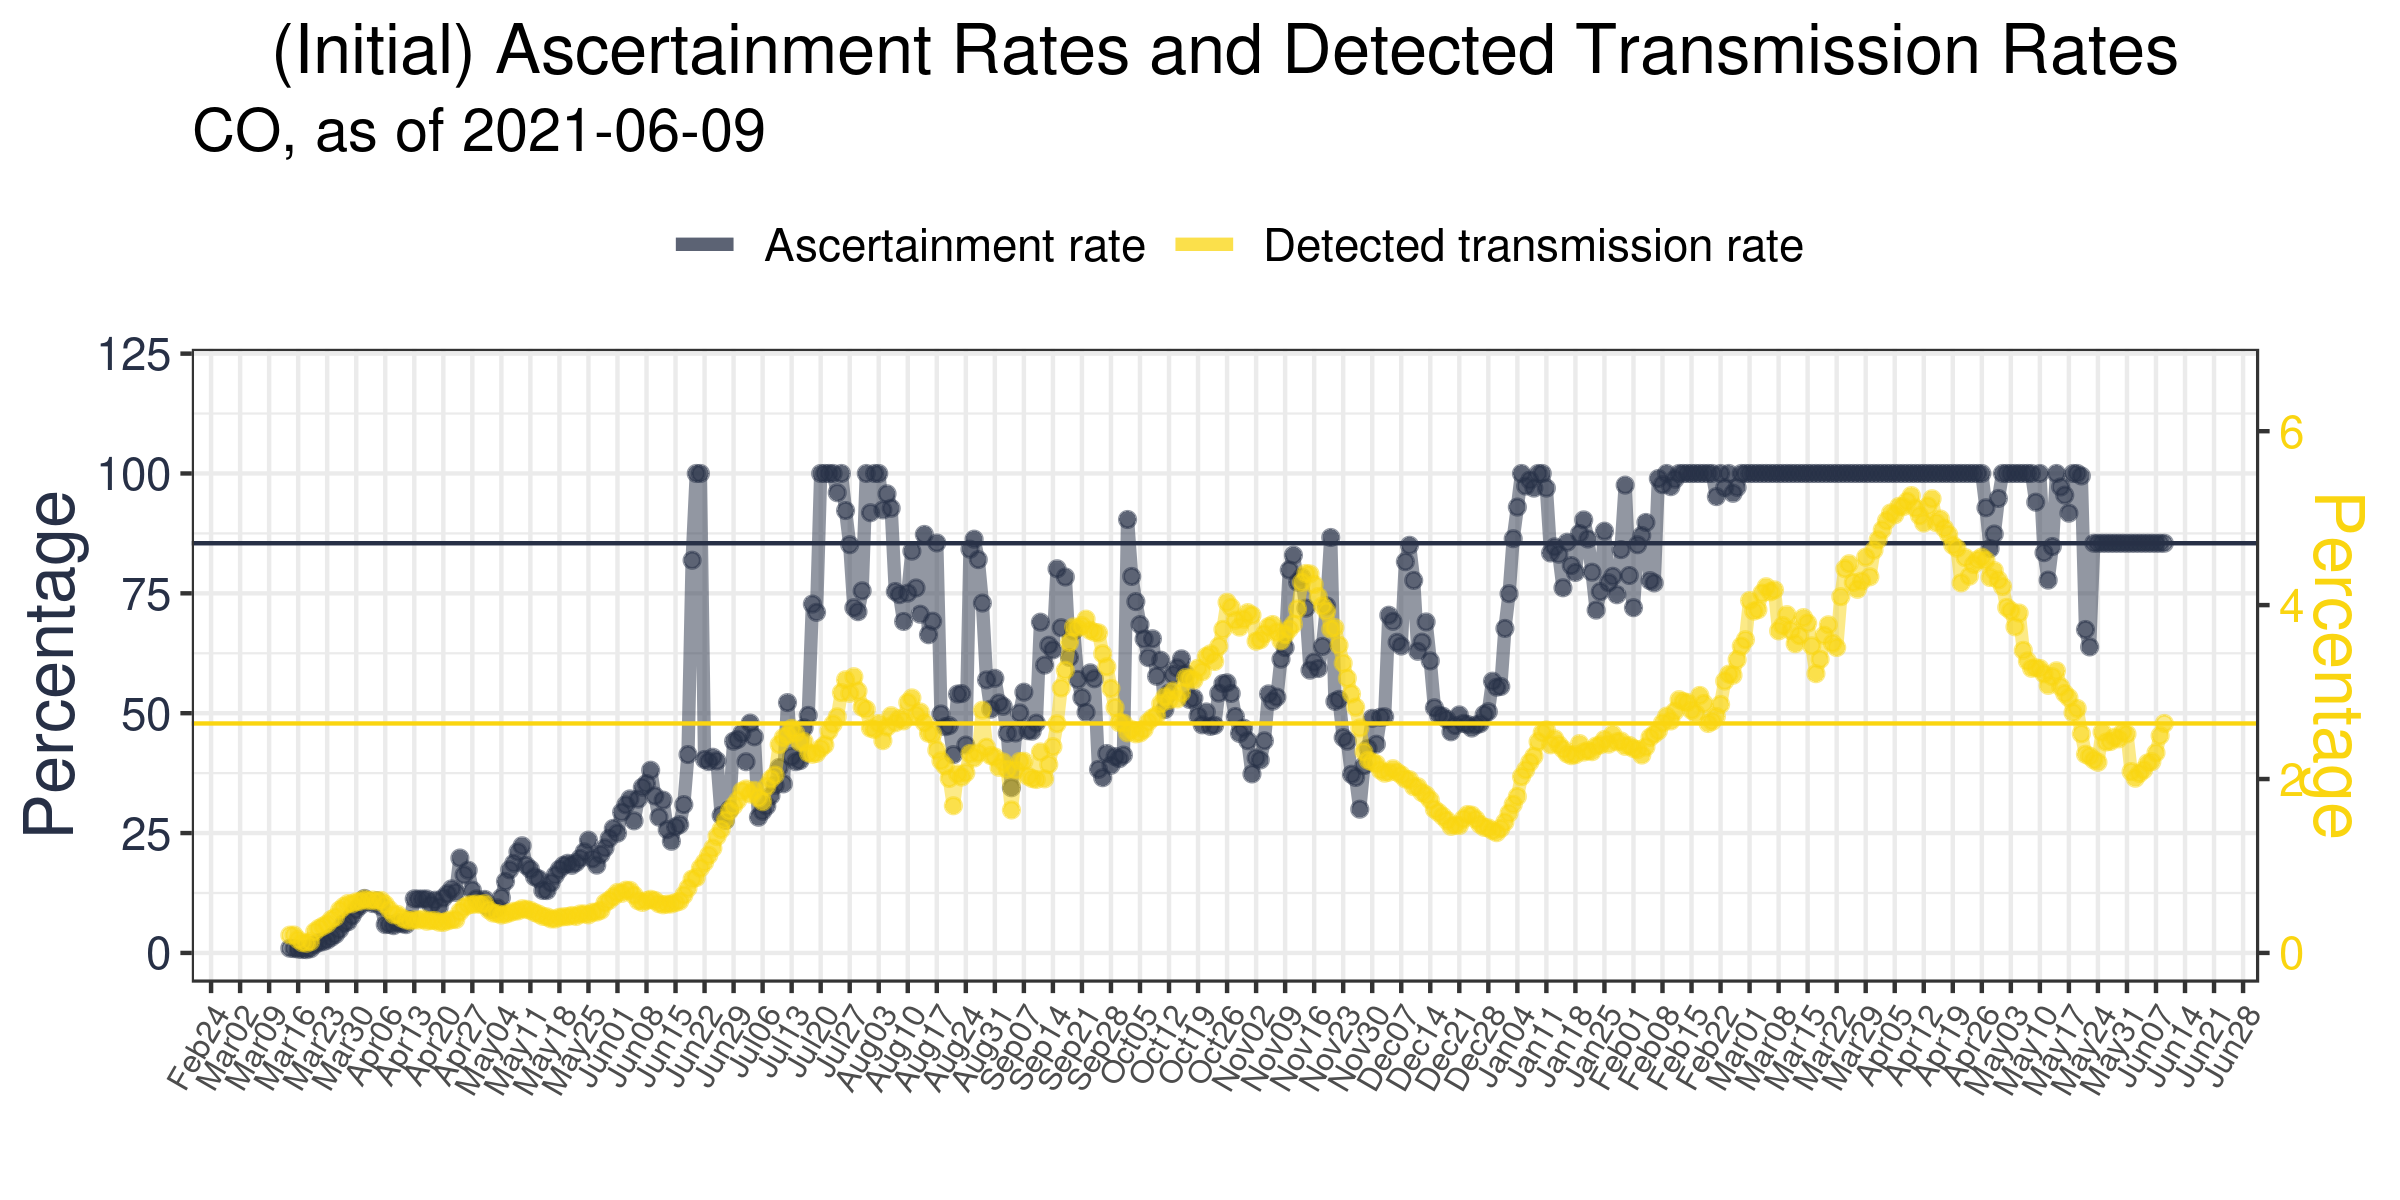 (Initial) Ascertainment Rates and Detected Transmission Rates
CO, as of 2021-06-09
Ascertainment rate
Detected transmission rate
125
100
75
50
25
0
Percentage
6
4
2
0
Percentage
Feb24
Mar02
Mar09
Mar16
Mar23
Mar30
Apr06
Apr13
Apr20
Apr27
May04
May11
May18
May25
Jun01
Jun08
Jun15
Jun22
Jun29
Jul06
Jul13
Jul20
Jul27
Aug03
Aug10
Aug17
Aug24
Aug31
Sep07
Sep14
Sep21
Sep28
Oct05
Oct12
Oct19
Oct26
Nov02
Nov09
Nov16
Nov23
Nov30
Dec07
Dec14
Dec21
Dec28
Jan04
Jan11
Jan18
Jan25
Feb01
Feb08
Feb15
Feb22
Mar01
Mar08
Mar15
Mar22
Mar29
Apr05
Apr12
Apr19
Apr26
May03
May10
May17
May24
May31
Jun07
Jun14
Jun21
Jun28